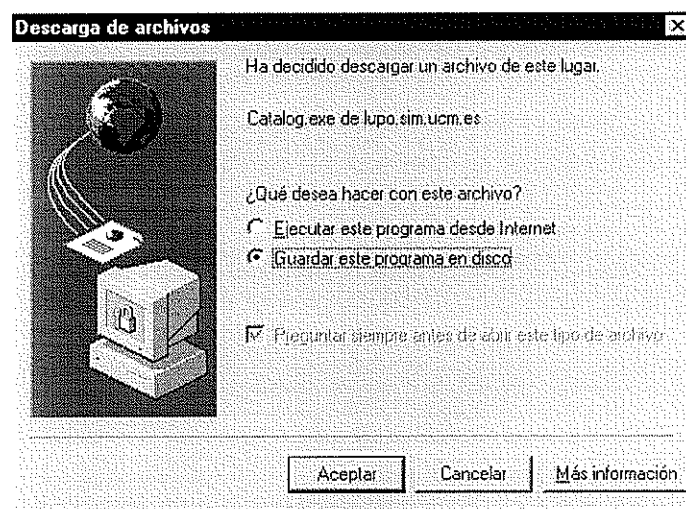 Descarga de archivos
Ha decidido descargar un archivo de este lugar.
Catalog.exe de lupo.sim.ucm.es
¿Qué desea hacer con este archivo?
Ejecutar este programa desde Internet
Guardar este programa en disco
Preguntar siempre antes de abrir este tipo de archivo
Aceptar Cancelar Más información